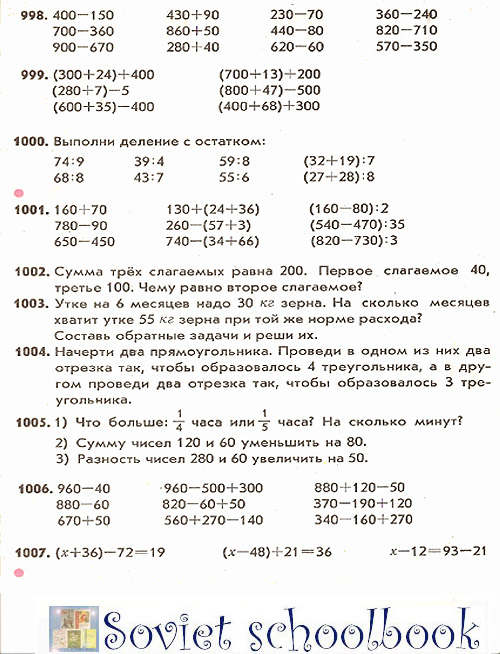 998. 400—150 430+90 230—70 360—240
700—360 860+50 440—80 820—710
900—670 280+40 620—60 570—350
999. (300+24)+400 (700+13)+200
(280+7)—5 (800+47)—500
(600+35)—400 (400+68)+300
1000. Выполни деление с остатком:
74:9 39:4 59:8 (32+19):7
68:8 43:7 55:6 (27+28):8
1001. 160+70 130+(24+36) (160—80):2
780—90 260—(57+3) (540—470):35
650—450 740—(34+66) (820—730):3
1002. Сумма трёх слагаемых равна 200. Первое слагаемое 40,
третье 100. Чему равно второе слагаемое?
1003. Утке на 6 месяцев надо 30 кг зерна. На сколько месяцев
хватит утке 55 кг зерна при той же норме расхода?
Составь обратные задачи и реши их.
1004. Начерти два прямоугольника. Проведи в одном из них два
отрезка так, чтобы образовалось 4 треугольника, а в дру-
гом проведи два отрезка так, чтобы образовалось 3 тре-
угольника.
1005. 1) Что больше: 1/4 часа или 1/5 часа? На сколько минут?
2) Сумму чисел 120 и 60 уменьшить на 80.
3) Разность чисел 280 и 60 увеличить на 50.
1006. 960—40 960—500+300 880+120—50
880—60 820—60+50 370—190+120
670+50 560+270—140 340—160+270
1007. (x+36)—72=19 (x—48)+21=36 x—12=93—21
Soviet schoolbook